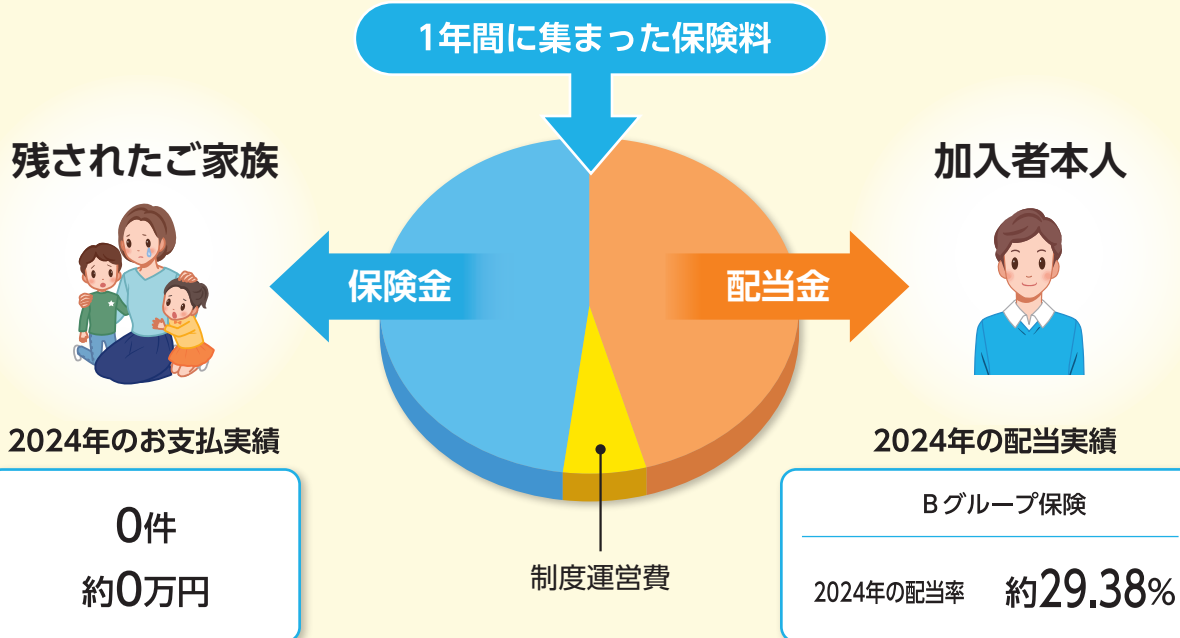 1年間に集まった保険料
残されたご家族
加入者本人
保険金
配当金
2024年のお支払実績
0件
約0万円
制度運営費
2024年の配当実績
Bグループ保険
2024年の配当率 約29.38%